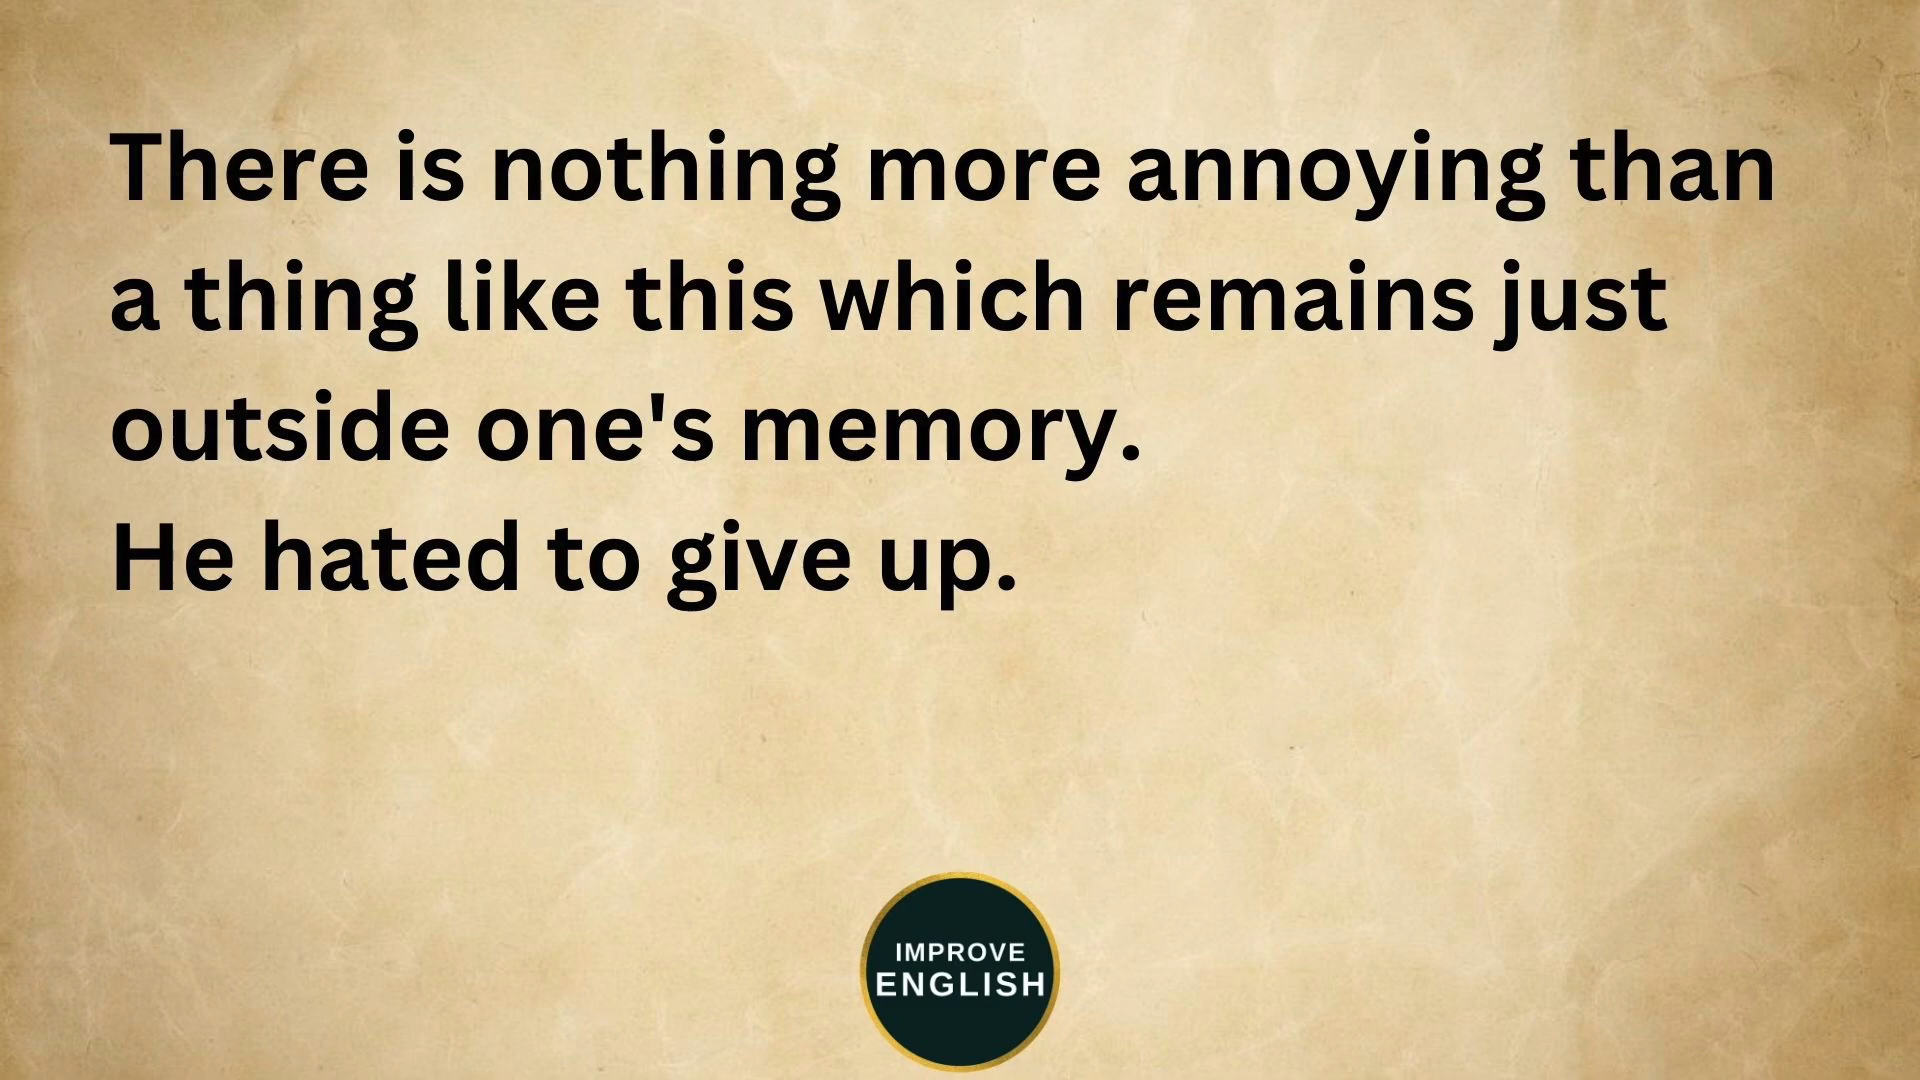 There is nothing more annoying than
a thing like this which remains just
outside one's memory.
He hated to give up.
IMPROVE
ENGLISH